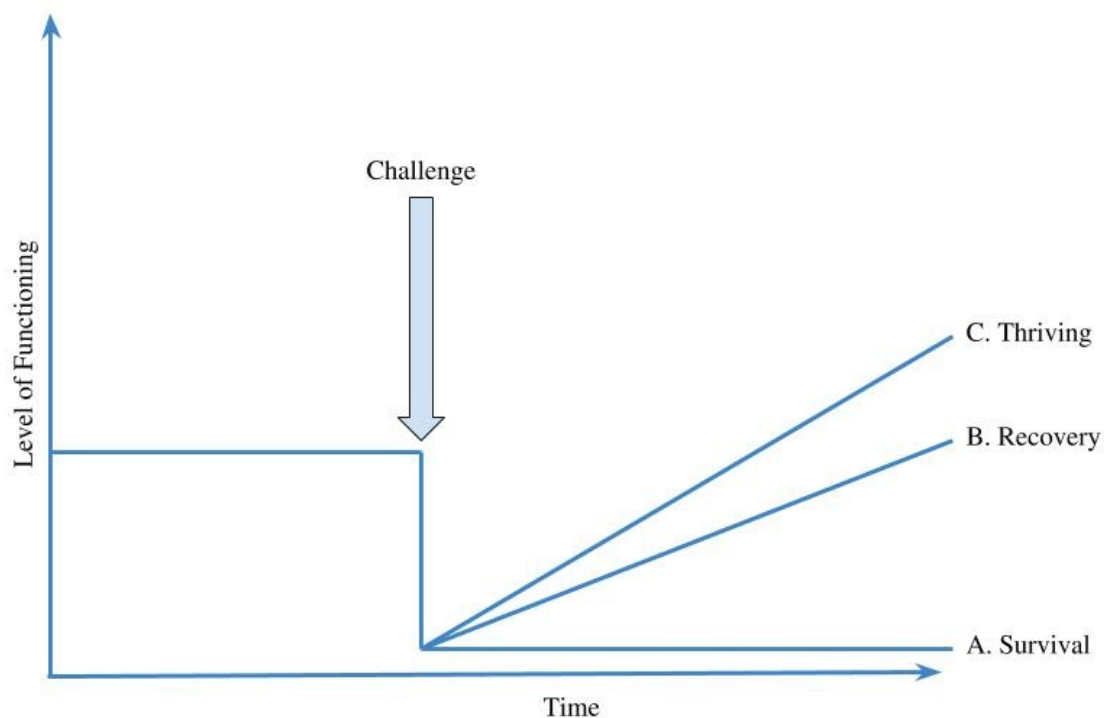 Challenge
Level of Functioning
C. Thriving
B. Recovery
A. Survival
Time